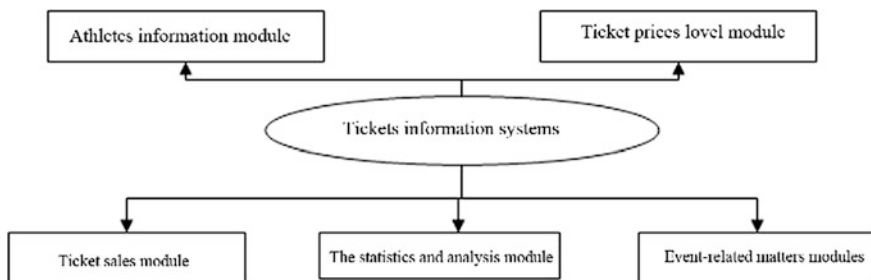 Athletes information module
Ticket prices lovel module
Tickets information systems
Ticket sales module
The statistics and analysis module
Event-related matters modules